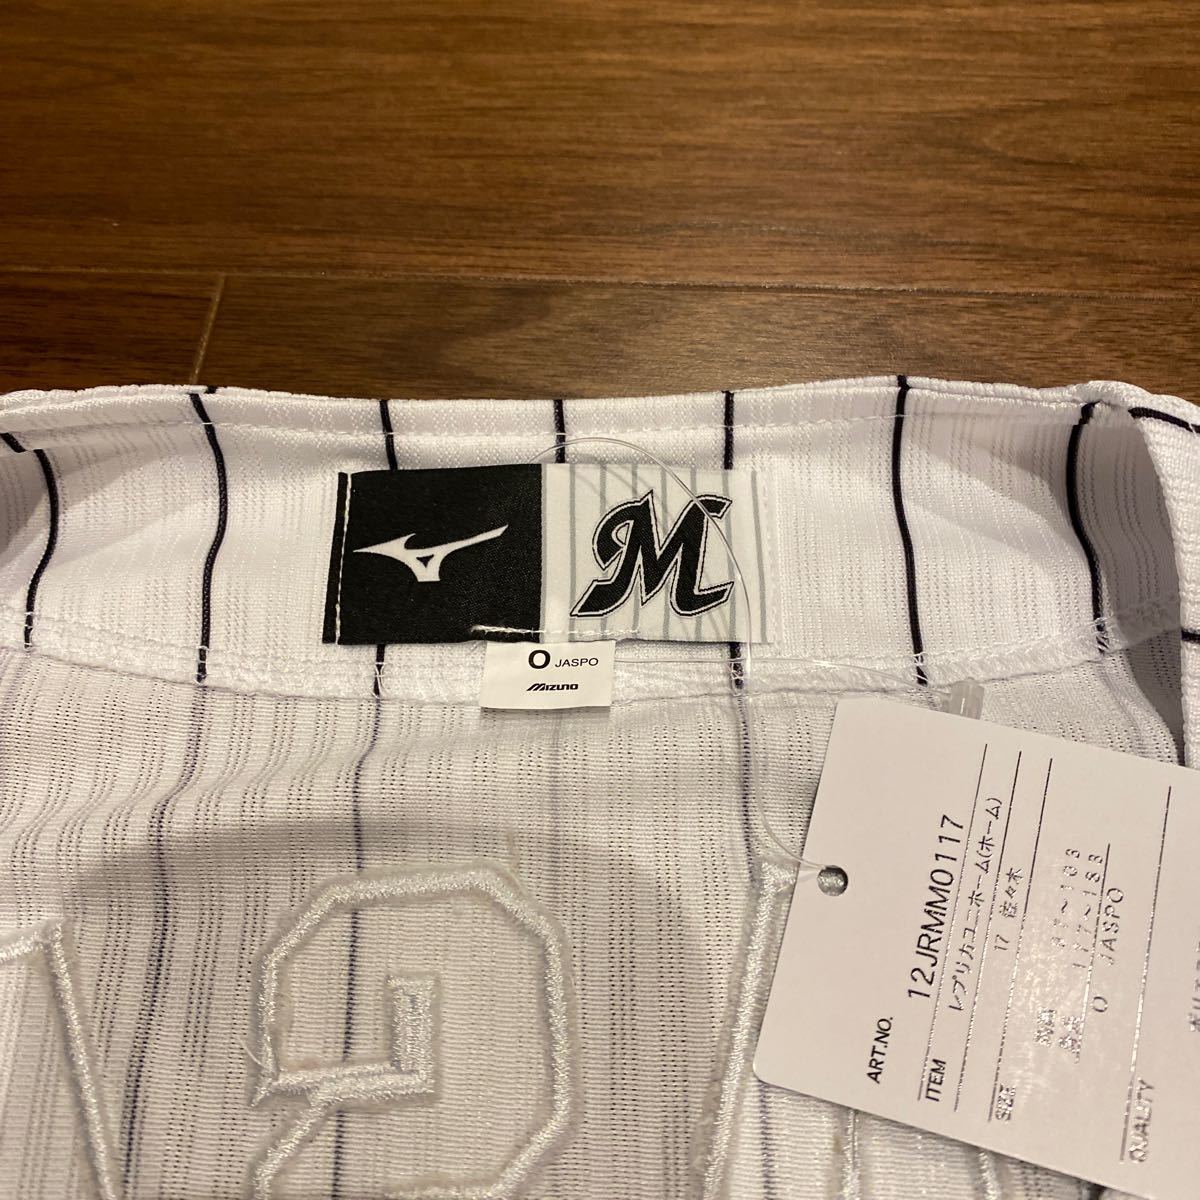 M
O JASPO
MIZUNO
ART.NO. 12JRMM0117
ITEM レプリカユニホーム(ホーム)
17 佐々木
SIZE
O JASPO
QUALITY